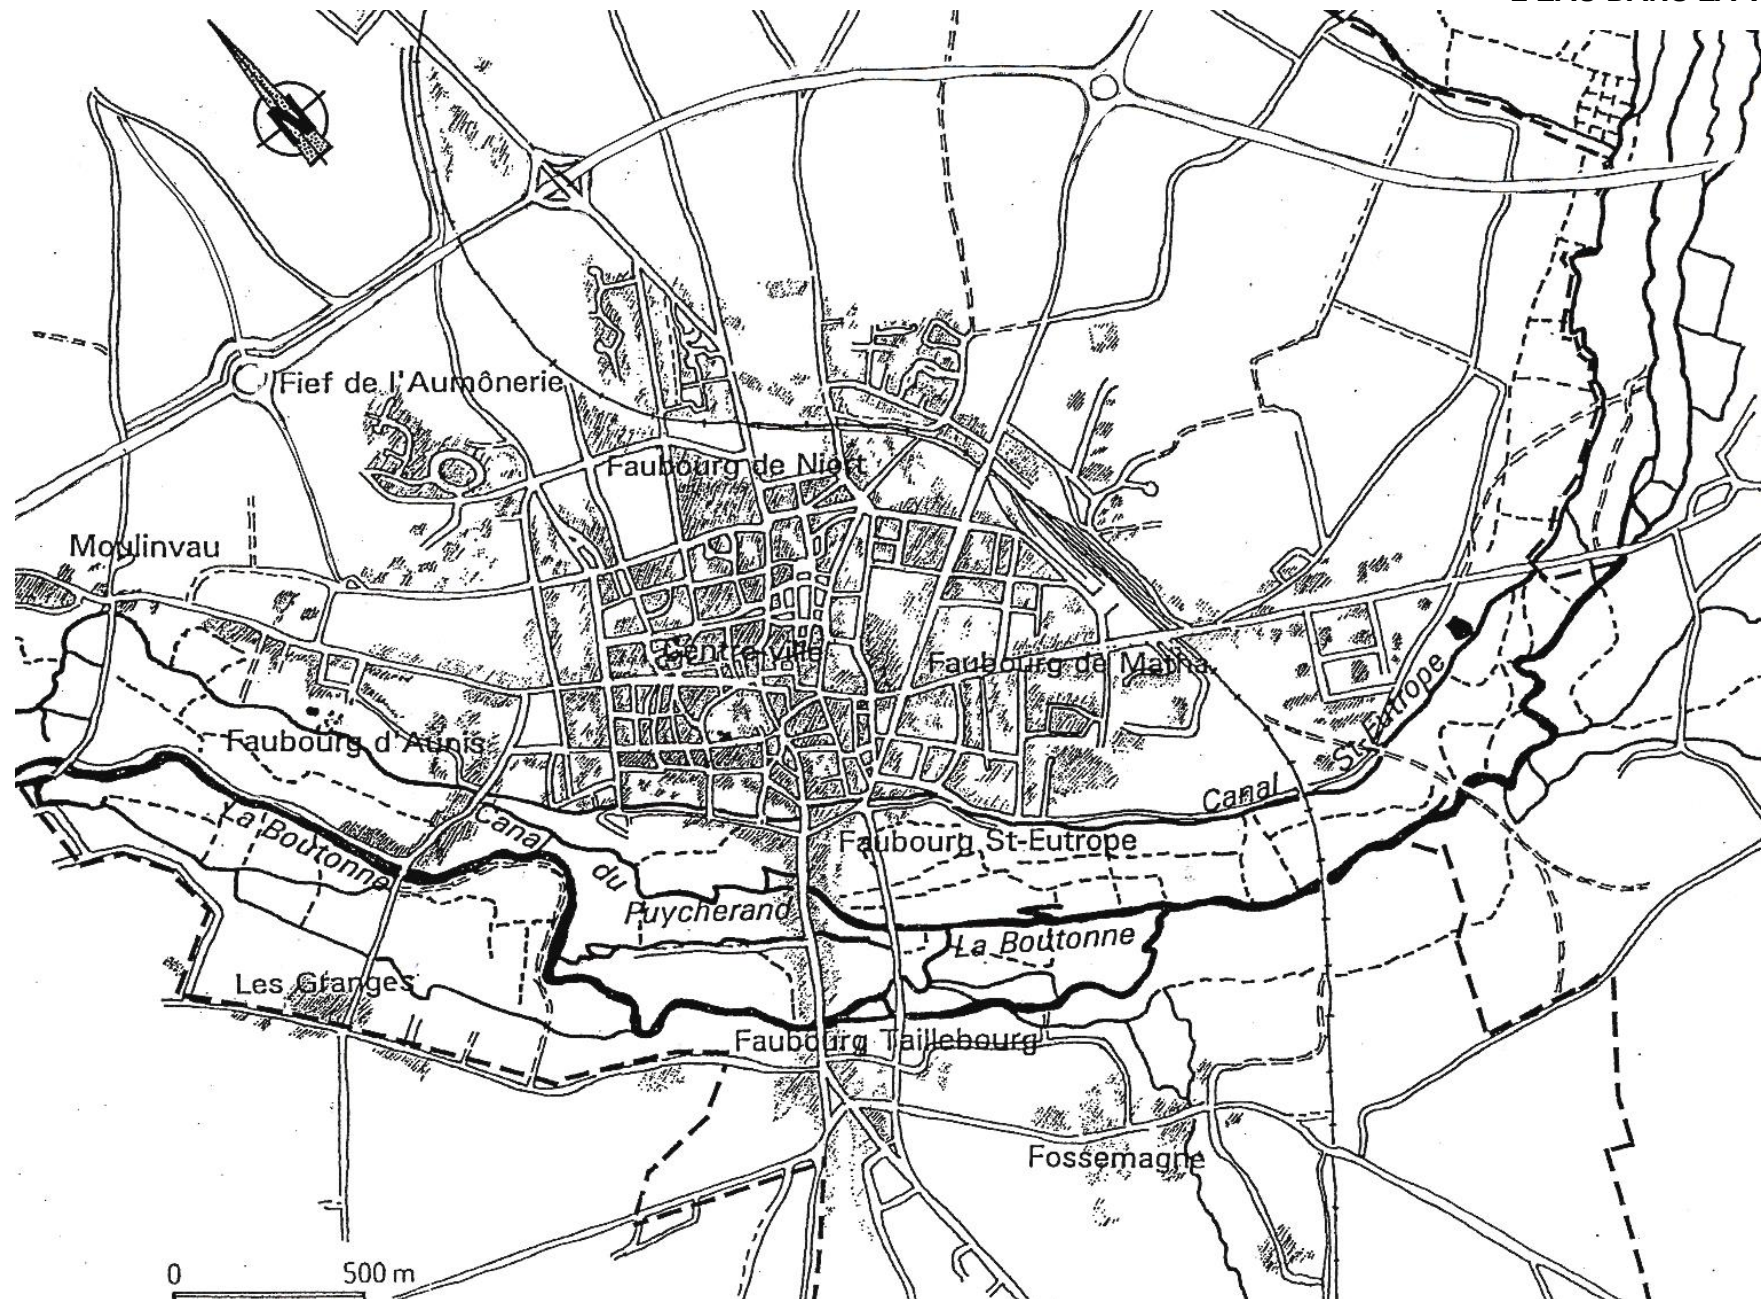 N
Fief de l'Aumônerie
Faubourg de Niort
Moulinvau
Centre-ville
Faubourg de Matha
Faubourg d'Aunis
Canal St-Eutrope
La Boutonne
Canal du Puycherand
Faubourg St-Eutrope
La Boutonne
Les Granges
Faubourg Taillebourg
Fossemagne
0 500 m